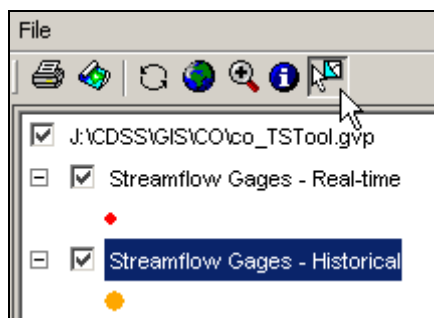 File
J:\CDSS\GIS\CO\co_TSTool.gvp
Streamflow Gages - Real-time
Streamflow Gages - Historical